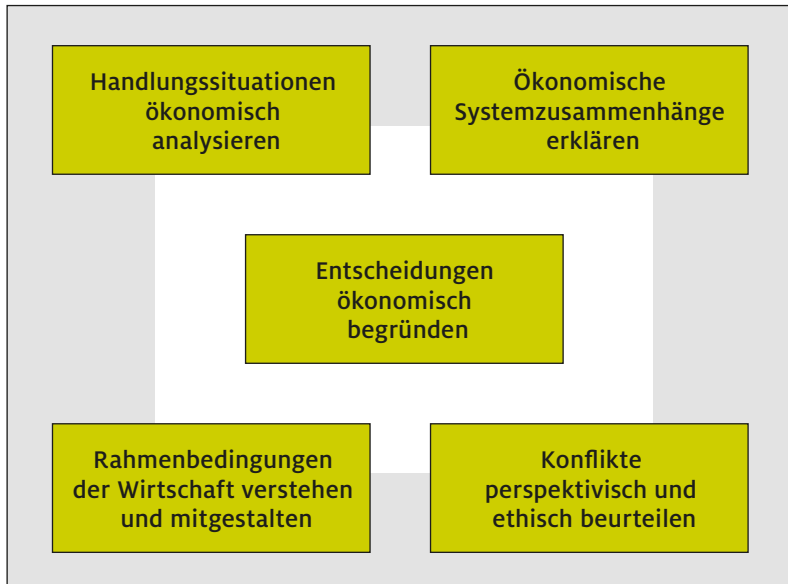 Handlungssituationen
ökonomisch
analysieren
Ökonomische
Systemzusammenhänge
erklären
Entscheidungen
ökonomisch
begründen
Rahmenbedingungen
der Wirtschaft verstehen
und mitgestalten
Konflikte
perspektivisch und
ethisch beurteilen